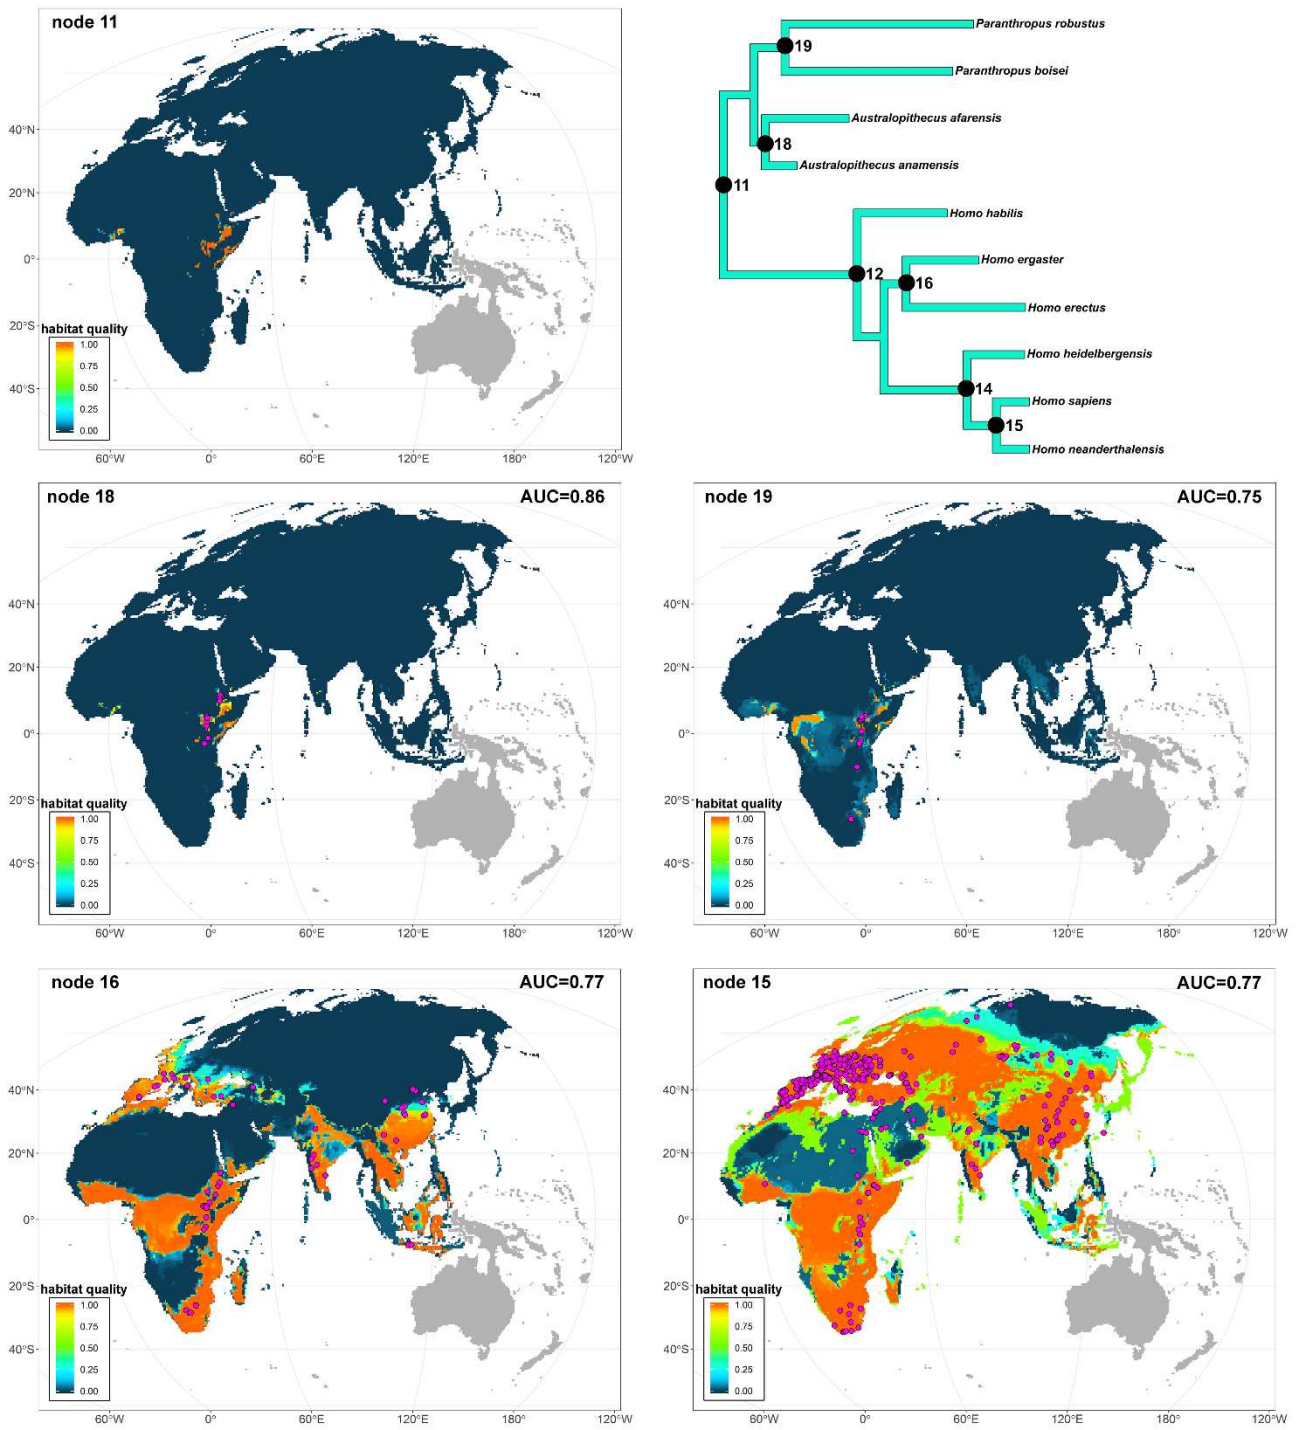 node 11
40°N
20°N
0°
20°S
40°S
habitat quality
1.00
0.75
0.50
0.25
0.00
60°W 0° 60°E 120°E 180°W 120°W
Paranthropus robustus
19
Paranthropus boisei
Australopithecus afarensis
18
Australopithecus anamensis
11
Homo habilis
Homo ergaster
12
16
Homo erectus
Homo heidelbergensis
14
Homo sapiens
15
Homo neanderthalensis
node 18 AUC=0.86
40°N
20°N
0°
20°S
40°S
habitat quality
1.00
0.75
0.50
0.25
0.00
60°W 0° 60°E 120°E 180°W 120°W
node 19 AUC=0.75
40°N
20°N
0°
20°S
40°S
habitat quality
1.00
0.75
0.50
0.25
0.00
60°W 0° 60°E 120°E 180°W 120°W
node 16 AUC=0.77
40°N
20°N
0°
20°S
40°S
habitat quality
1.00
0.75
0.50
0.25
0.00
60°W 0° 60°E 120°E 180°W 120°W
node 15 AUC=0.77
40°N
20°N
0°
20°S
40°S
habitat quality
1.00
0.75
0.50
0.25
0.00
60°W 0° 60°E 120°E 180°W 120°W